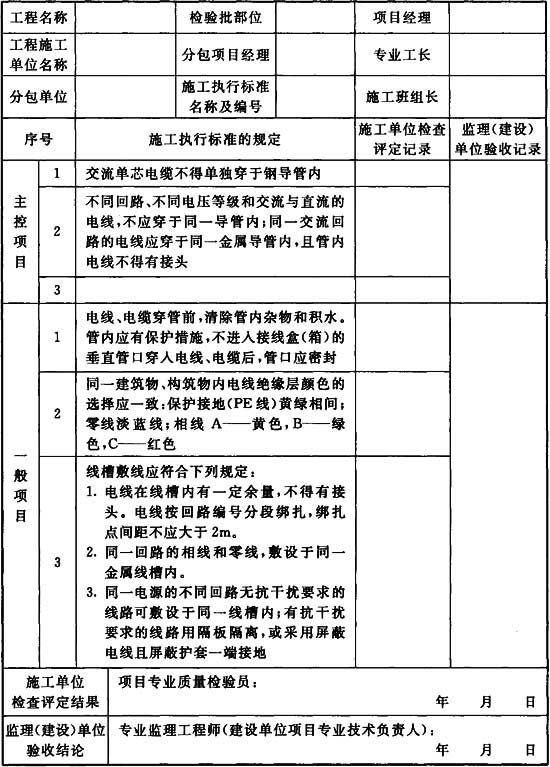 工程名称 检验批部位 项目经理
工程施工
单位名称 分包项目经理 专业工长
分包单位 施工执行标准
名称及编号 施工班组长
序号 施工执行标准的规定 施工单位检查
评定记录 监理(建设)
单位验收记录
主控项目
1 交流单芯电缆不得单独穿于钢导管内
2 不同回路、不同电压等级和交流与直流的
电线,不应穿于同一导管内;同一交流回
路的电线应穿于同一金属导管内,且管内
电线不得有接头
3
一般项目
1 电线、电缆穿管前,清除管内杂物和积水。
管内应有保护措施,不进入接线盒(箱)的
垂直管口穿入电线、电缆后,管口应密封
2 同一建筑物、构筑物内电线绝缘层颜色的
选择应一致:保护接地(PE线)黄绿相间;
零线淡蓝线;相线 A——黄色,B——绿
色,C——红色
3 线槽敷线应符合下列规定:
1. 电线在线槽内有一定余量,不得有接
头。电线按回路编号分段绑扎,绑扎
点间距不应大于2m。
2. 同一回路的相线和零线,敷设于同一
金属线槽内。
3. 同一电源的不同回路无抗干扰要求的
线路可敷设于同一线槽内;有抗干扰
要求的线路用隔板隔离,或采用屏蔽
电线且屏蔽护套一端接地
施工单位
检查评定结果 项目专业质量检验员:
年 月 日
监理(建设)单位
验收结论 专业监理工程师(建设单位项目专业技术负责人):
年 月 日